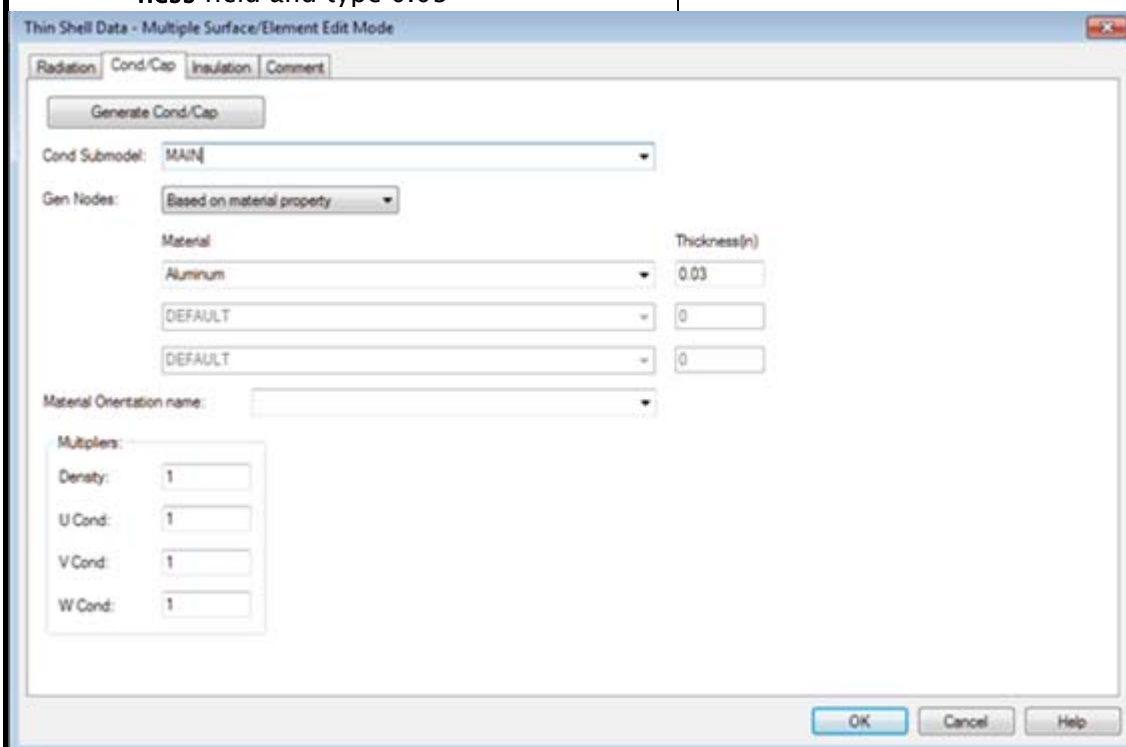 ness field and type 0.03
Thin Shell Data - Multiple Surface/Element Edit Mode
Radiation Cond/Cap Insulation Comment
Generate Cond/Cap
Cond Submodel: MAIN
Gen Nodes: Based on material property
Material Thickness(in)
Aluminum 0.03
DEFAULT 0
DEFAULT 0
Material Orientation name:
Multipliers:
Density: 1
U Cond: 1
V Cond: 1
W Cond: 1
OK Cancel Help